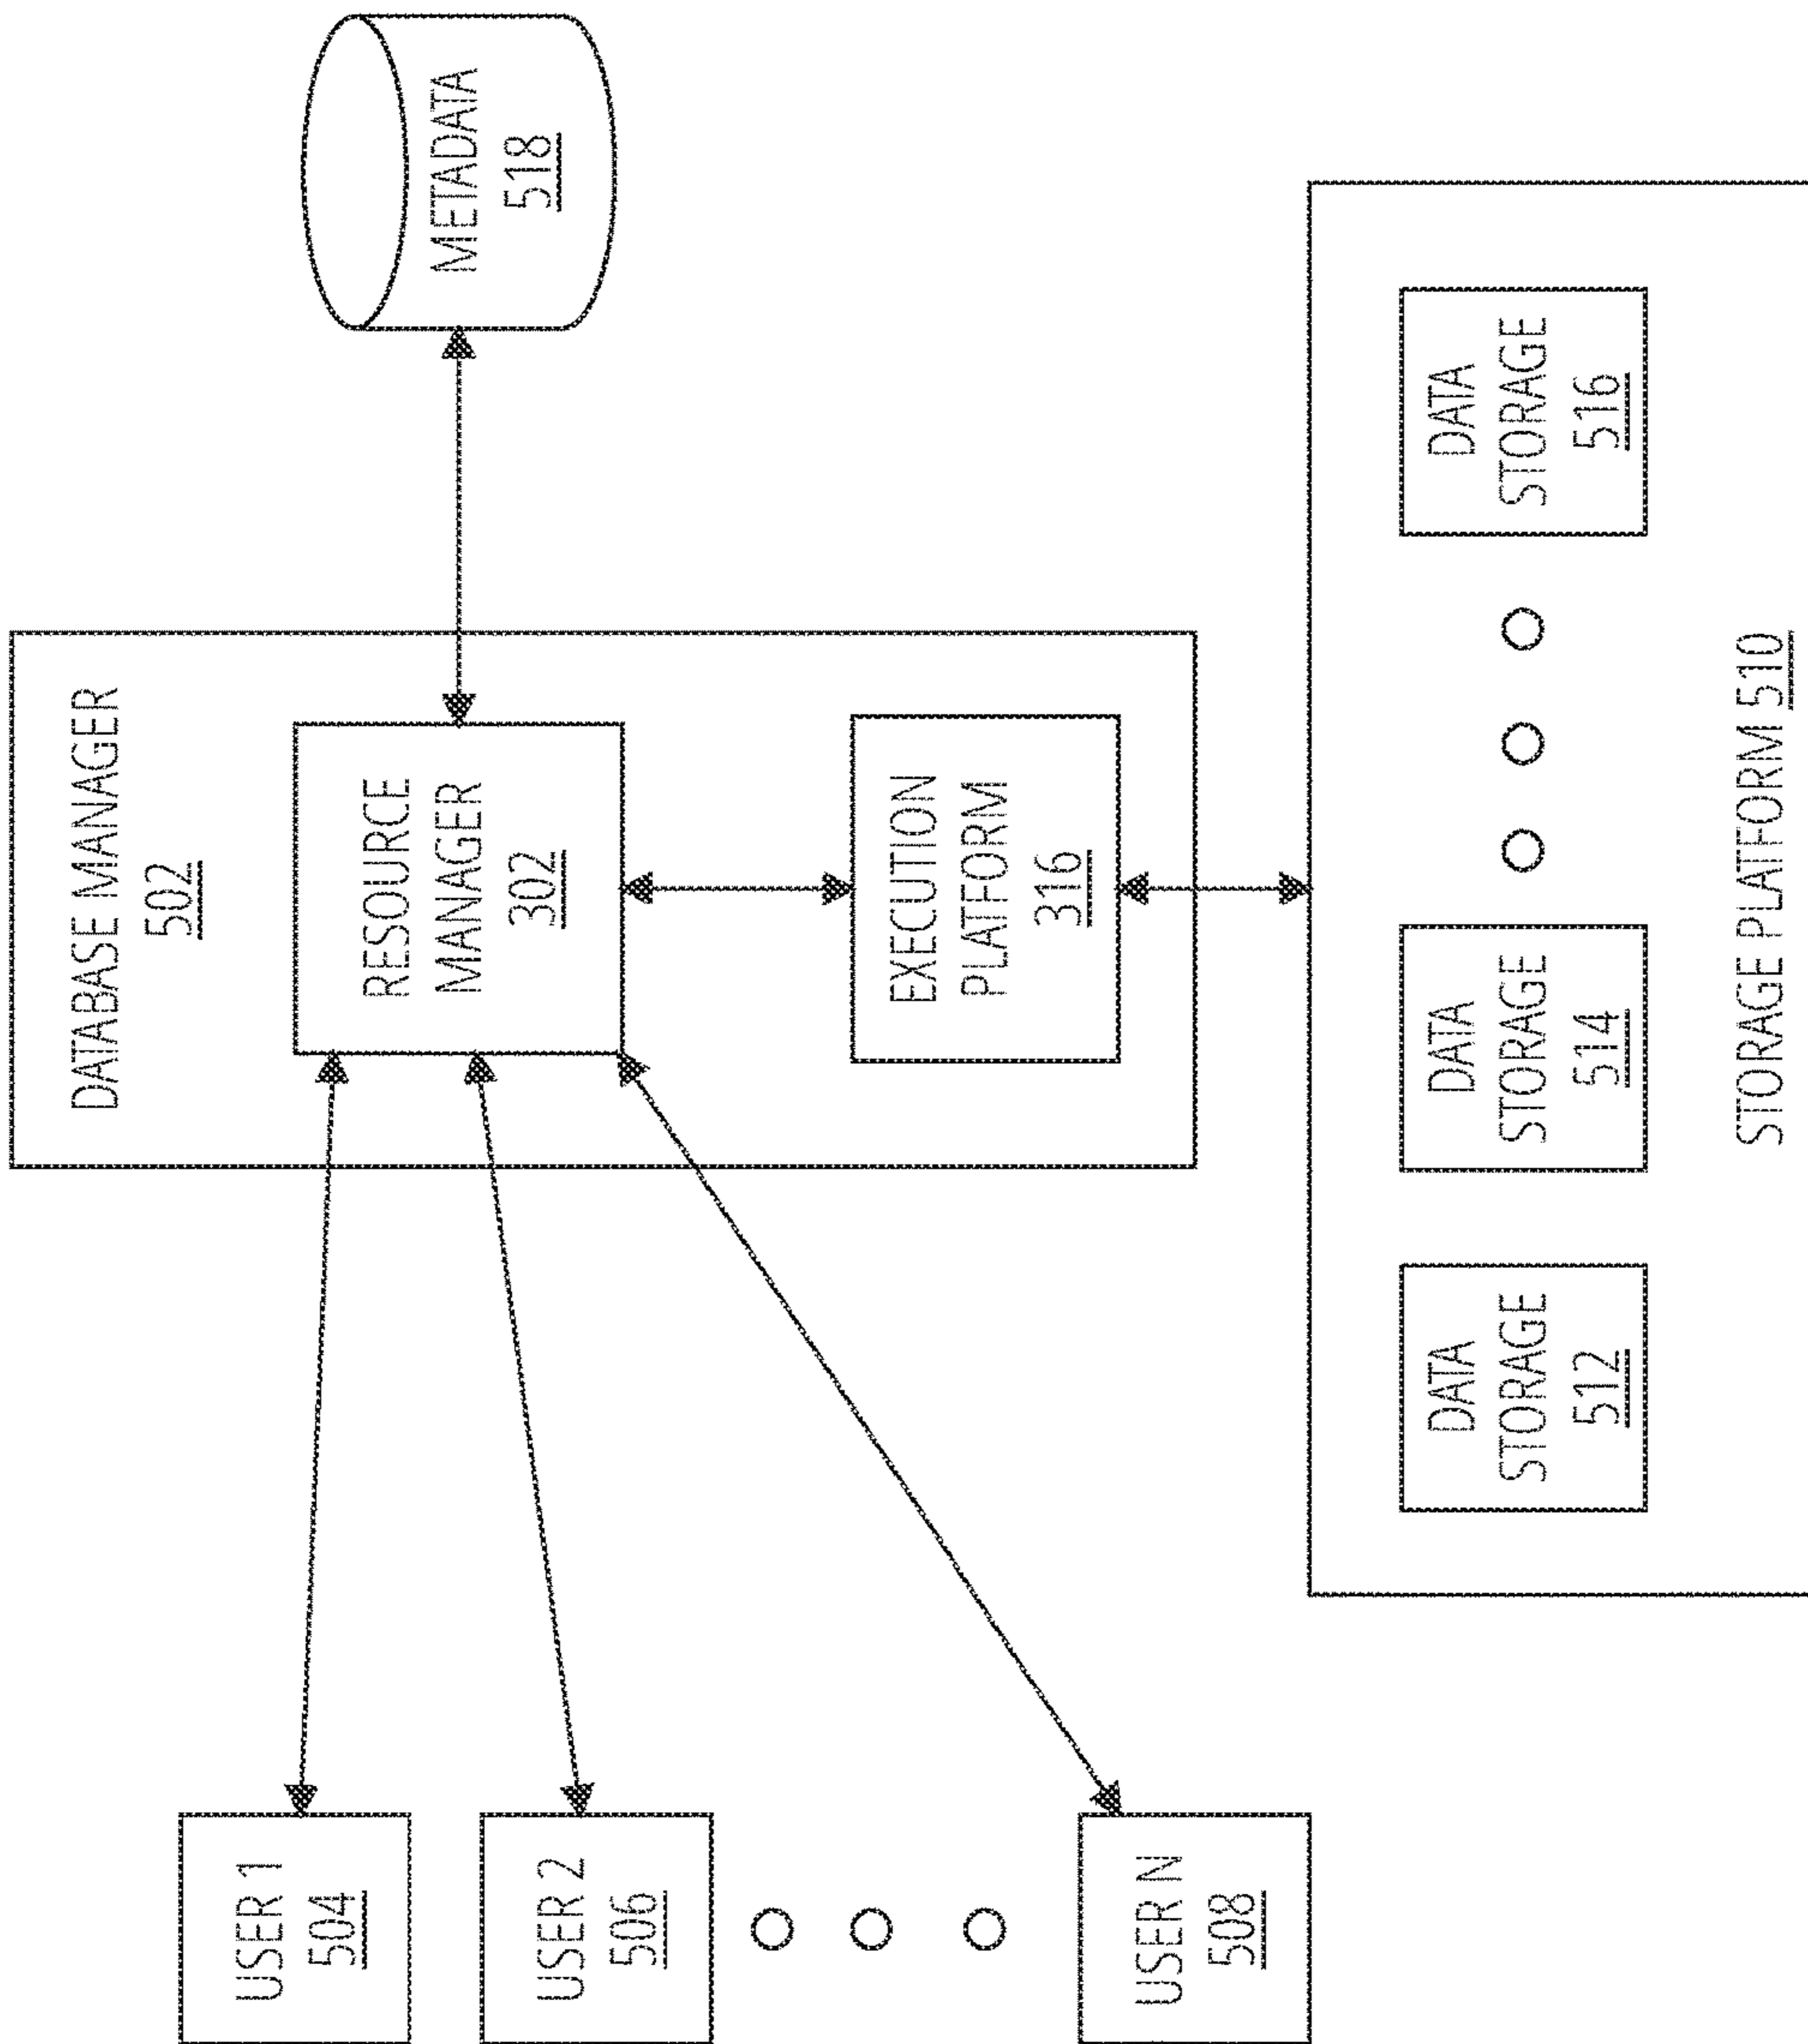 DATABASE MANAGER
502
RESOURCE
MANAGER
302
METADATA
518
USER 1
504
USER 2
506
USER N
508
EXECUTION
PLATFORM
316
DATA
STORAGE
512
DATA
STORAGE
514
DATA
STORAGE
516
STORAGE PLATFORM 510